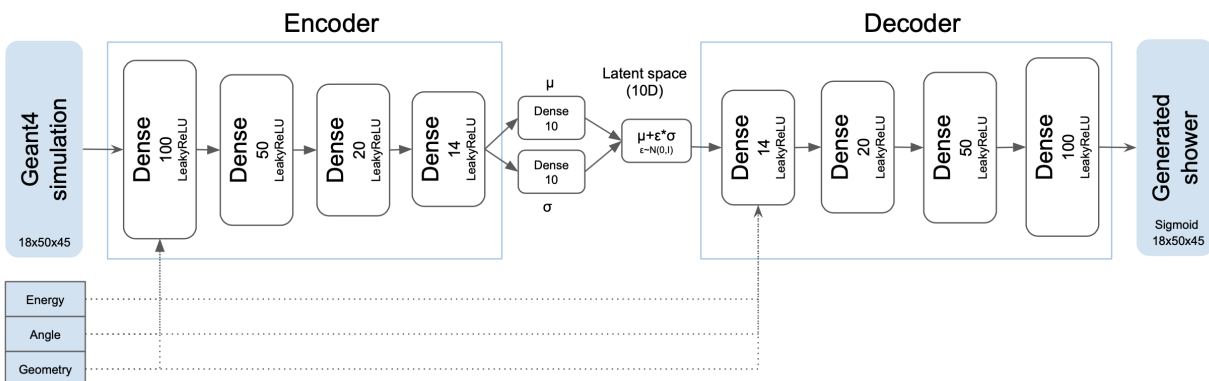 Encoder
Decoder
Geant4
simulation
18x50x45
Dense
100
LeakyReLU
Dense
50
LeakyReLU
Dense
20
LeakyReLU
Dense
14
LeakyReLU
μ
Dense
10
Dense
10
σ
Latent space
(10D)
μ+ε*σ
ε~N(0,I)
Dense
14
LeakyReLU
Dense
20
LeakyReLU
Dense
50
LeakyReLU
Dense
100
LeakyReLU
Generated
shower
Sigmoid
18x50x45
Energy
Angle
Geometry